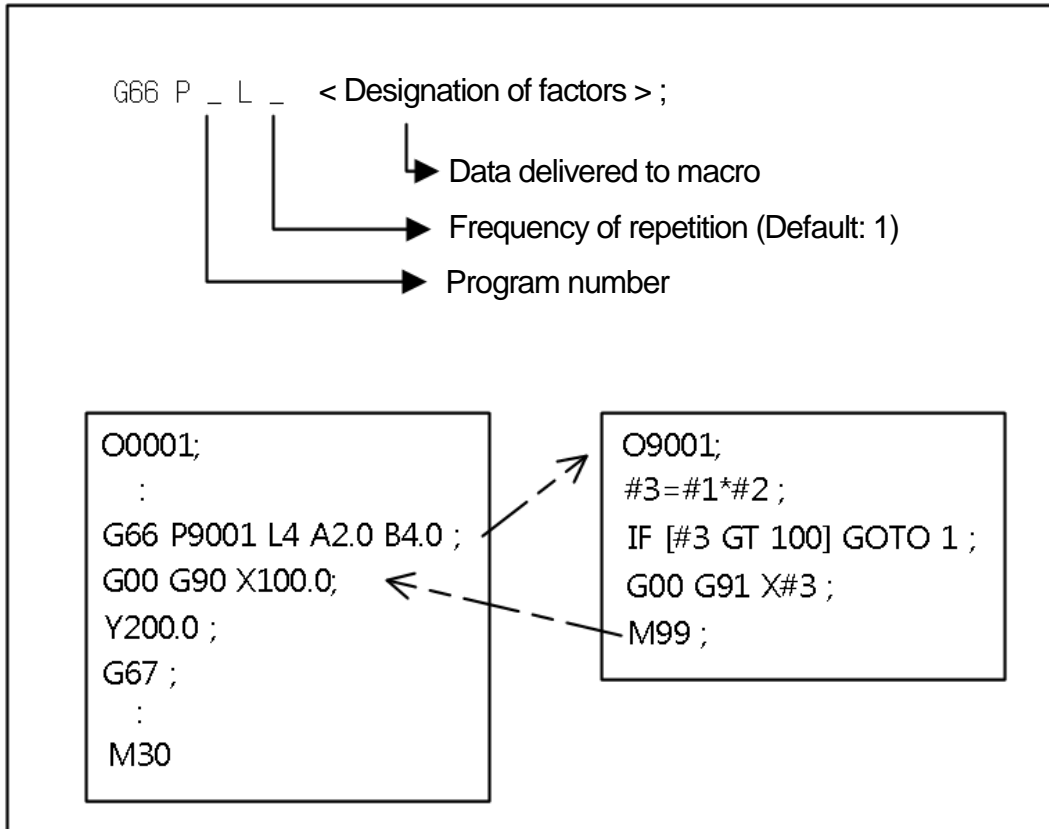 G66 P _ L _ < Designation of factors > ;
Data delivered to macro
Frequency of repetition (Default: 1)
Program number
O0001;
:
G66 P9001 L4 A2.0 B4.0 ;
G00 G90 X100.0;
Y200.0 ;
G67 ;
:
M30
O9001;
#3=#1*#2 ;
IF [#3 GT 100] GOTO 1 ;
G00 G91 X#3 ;
M99 ;